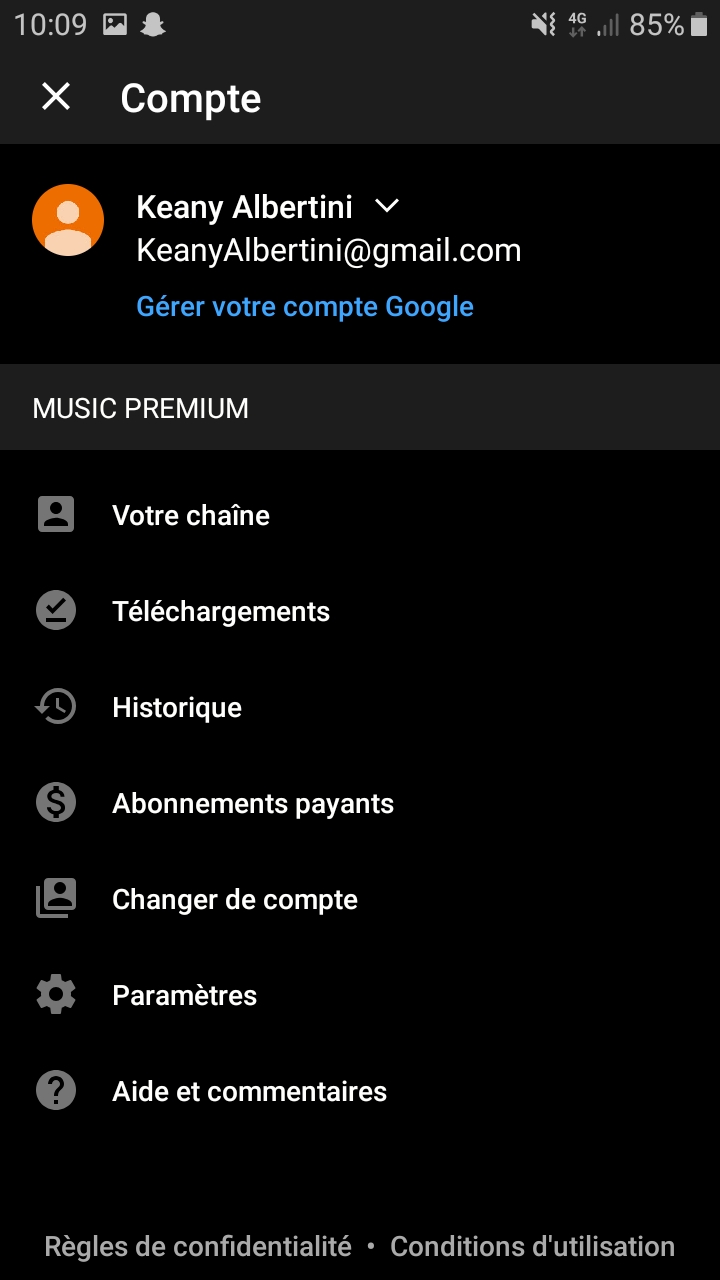 10:09 4G 85%
Compte
Keany Albertini
KeanyAlbertini@gmail.com
Gérer votre compte Google
MUSIC PREMIUM
Votre chaîne
Téléchargements
Historique
Abonnements payants
Changer de compte
Paramètres
Aide et commentaires
Règles de confidentialité • Conditions d'utilisation